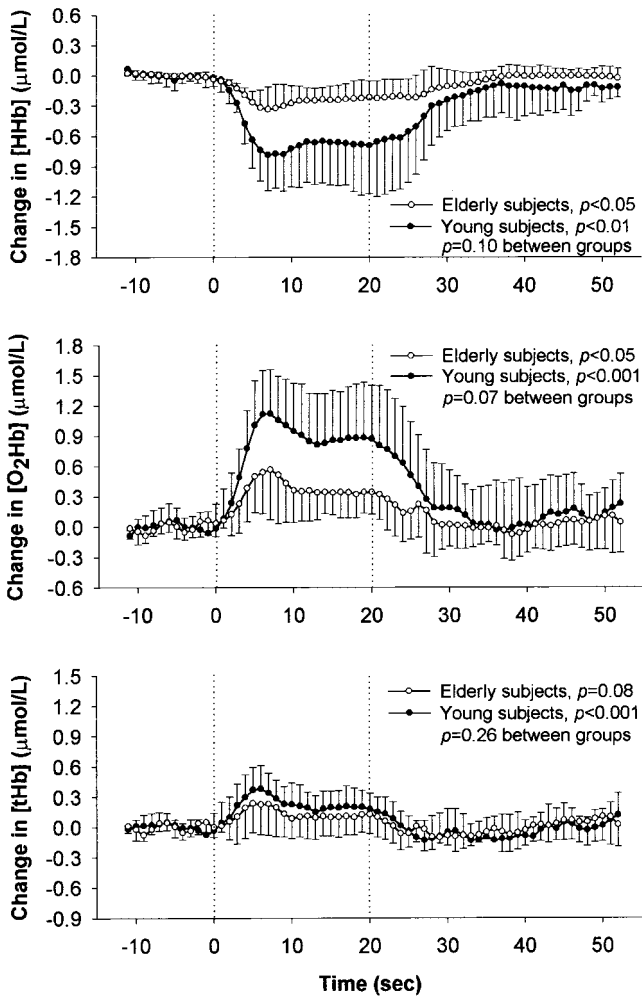 Change in [HHb] (μmol/L)
0.6
0.3
0.0
-0.3
-0.6
-0.9
-1.2
-1.5
-1.8
Elderly subjects, p<0.05
Young subjects, p<0.01
p=0.10 between groups
-10 0 10 20 30 40 50
Change in [O2Hb] (μmol/L)
1.8
1.5
1.2
0.9
0.6
0.3
0.0
-0.3
-0.6
Elderly subjects, p<0.05
Young subjects, p<0.001
p=0.07 between groups
-10 0 10 20 30 40 50
Change in [tHb] (μmol/L)
1.5
1.2
0.9
0.6
0.3
0.0
-0.3
-0.6
-0.9
Elderly subjects, p=0.08
Young subjects, p<0.001
p=0.26 between groups
-10 0 10 20 30 40 50
Time (sec)